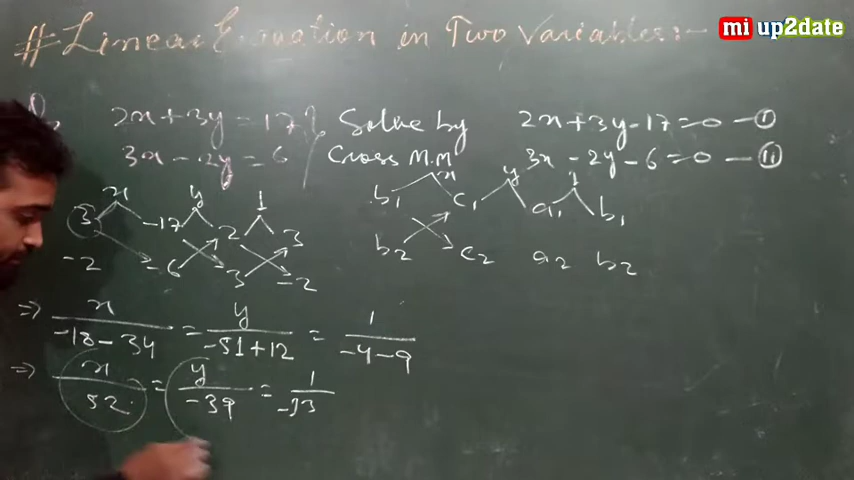 mi up2date
# Linear Equation in Two Variables:-
Q,
2x+3y=17
3x-2y=6
Solve by
Cross M.M
2x+3y-17=0 -(i)
3x-2y-6=0 -(ii)
x y 1
3 -17 2 3
-2 -6 3 -2
x y 1
b1 c1 a1 b1
b2 c2 a2 b2
=> x/-18-34 = y/-51+12 = 1/-4-9
=> x/52 = y/-39 = 1/-13